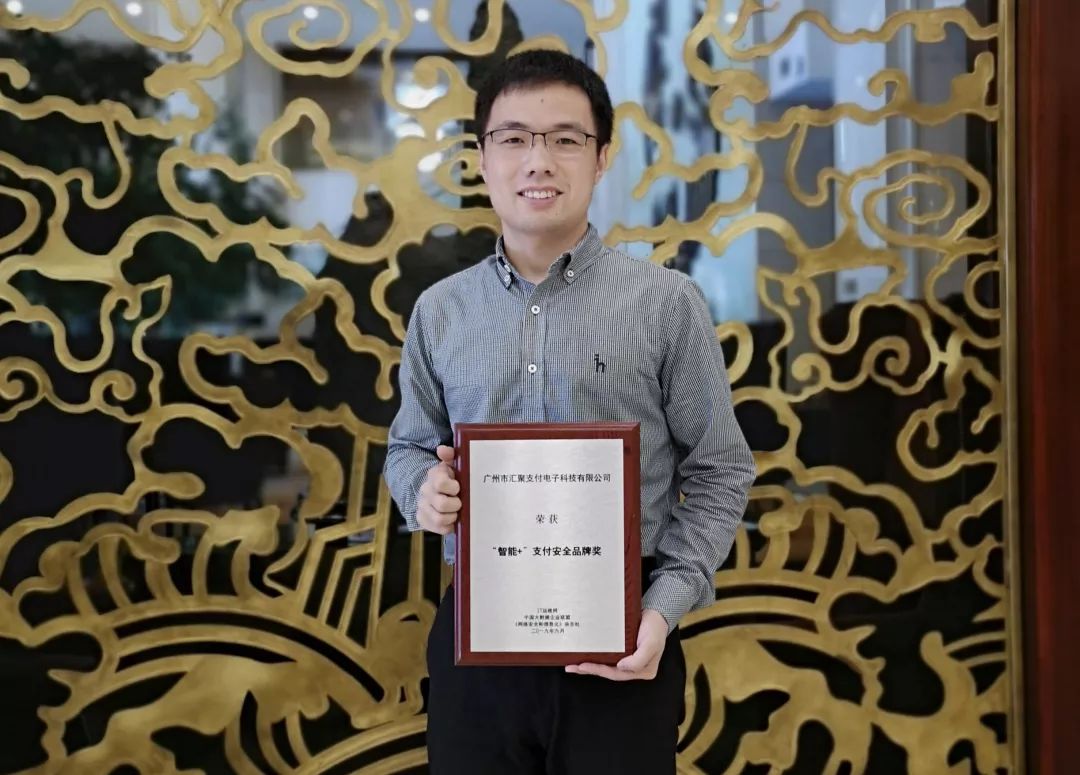 广州市汇聚支付电子科技有限公司
荣获
“智能+”支付安全品牌奖
IT运维网
中国大数据企业联盟
《网络安全和信息化》杂志社
二〇一九年九月
h